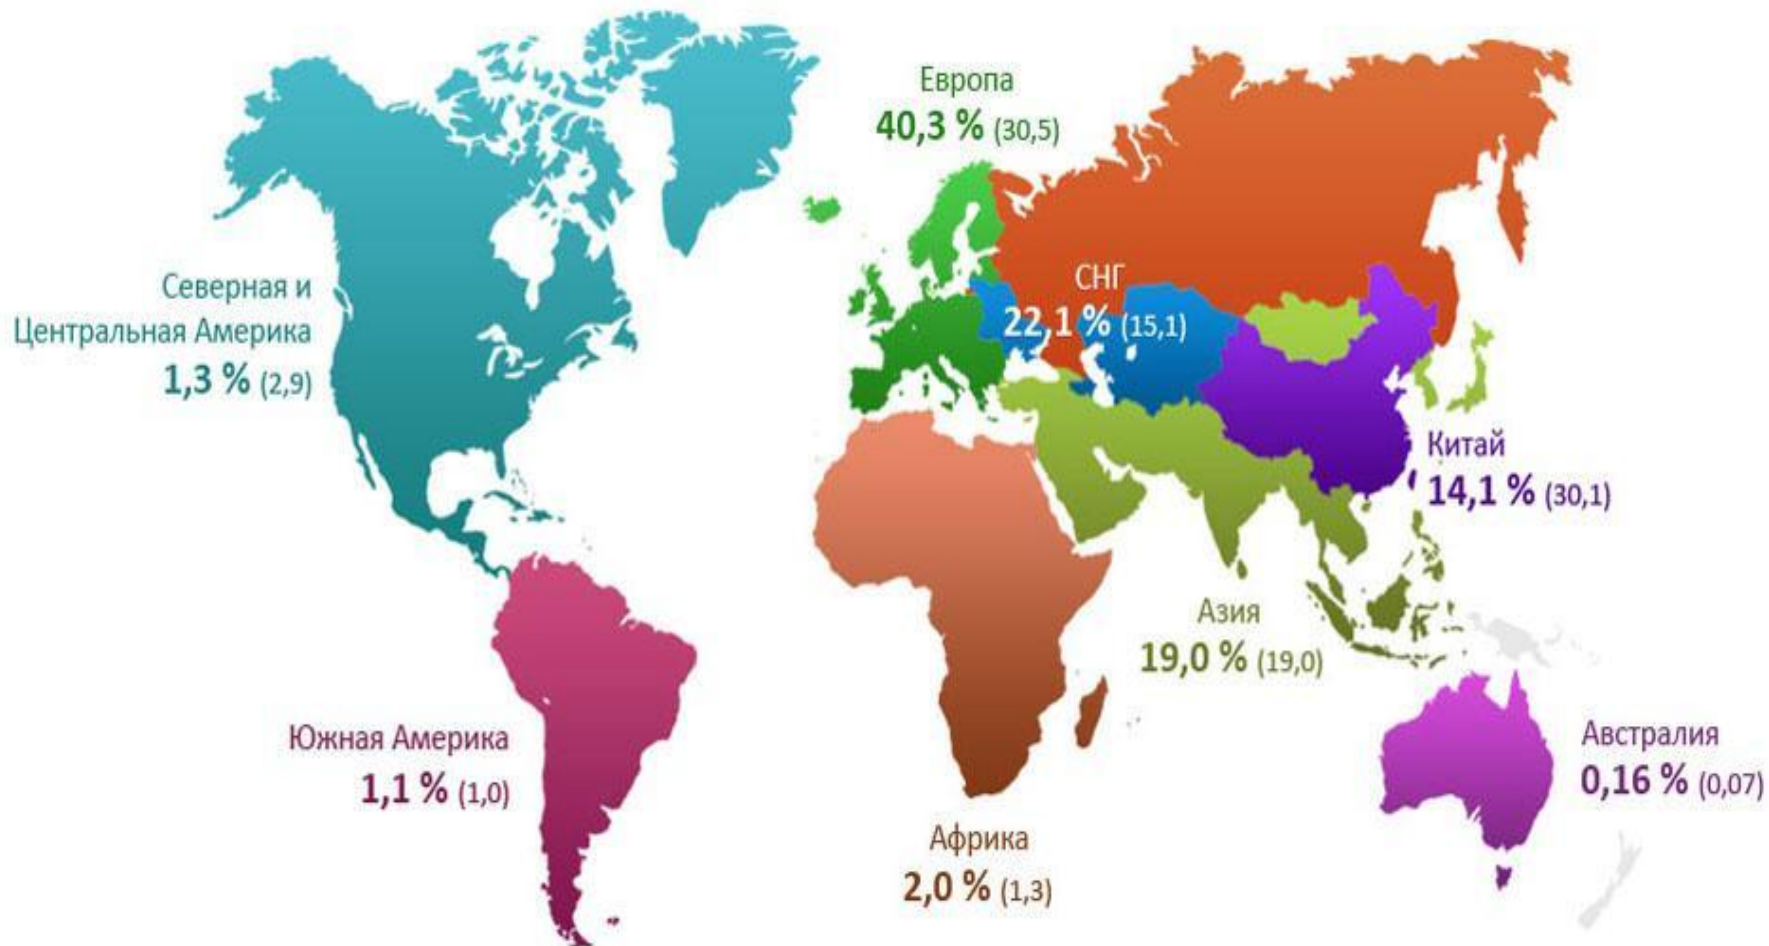 Европа
40,3 % (30,5)
СНГ
22,1 % (15,1)
Северная и
Центральная Америка
1,3 % (2,9)
Китай
14,1 % (30,1)
Азия
19,0 % (19,0)
Южная Америка
1,1 % (1,0)
Австралия
0,16 % (0,07)
Африка
2,0 % (1,3)